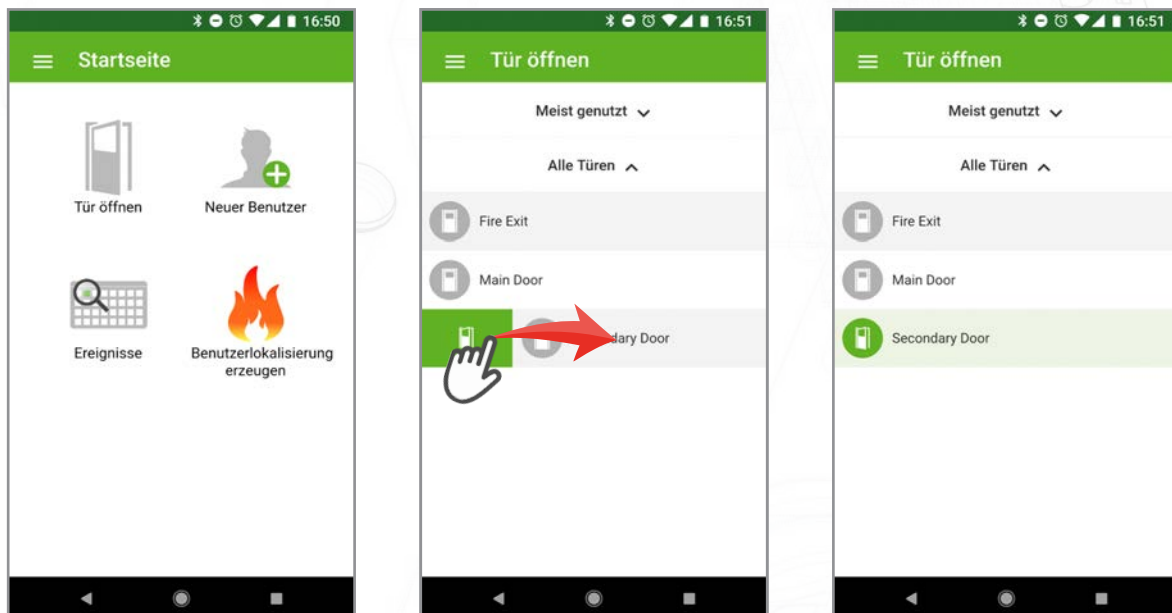 16:50
Startseite
Tür öffnen
Neuer Benutzer
Ereignisse
Benutzerlokalisierung
erzeugen
16:51
Tür öffnen
Meist genutzt
Alle Türen
Fire Exit
Main Door
dary Door
16:51
Tür öffnen
Meist genutzt
Alle Türen
Fire Exit
Main Door
Secondary Door